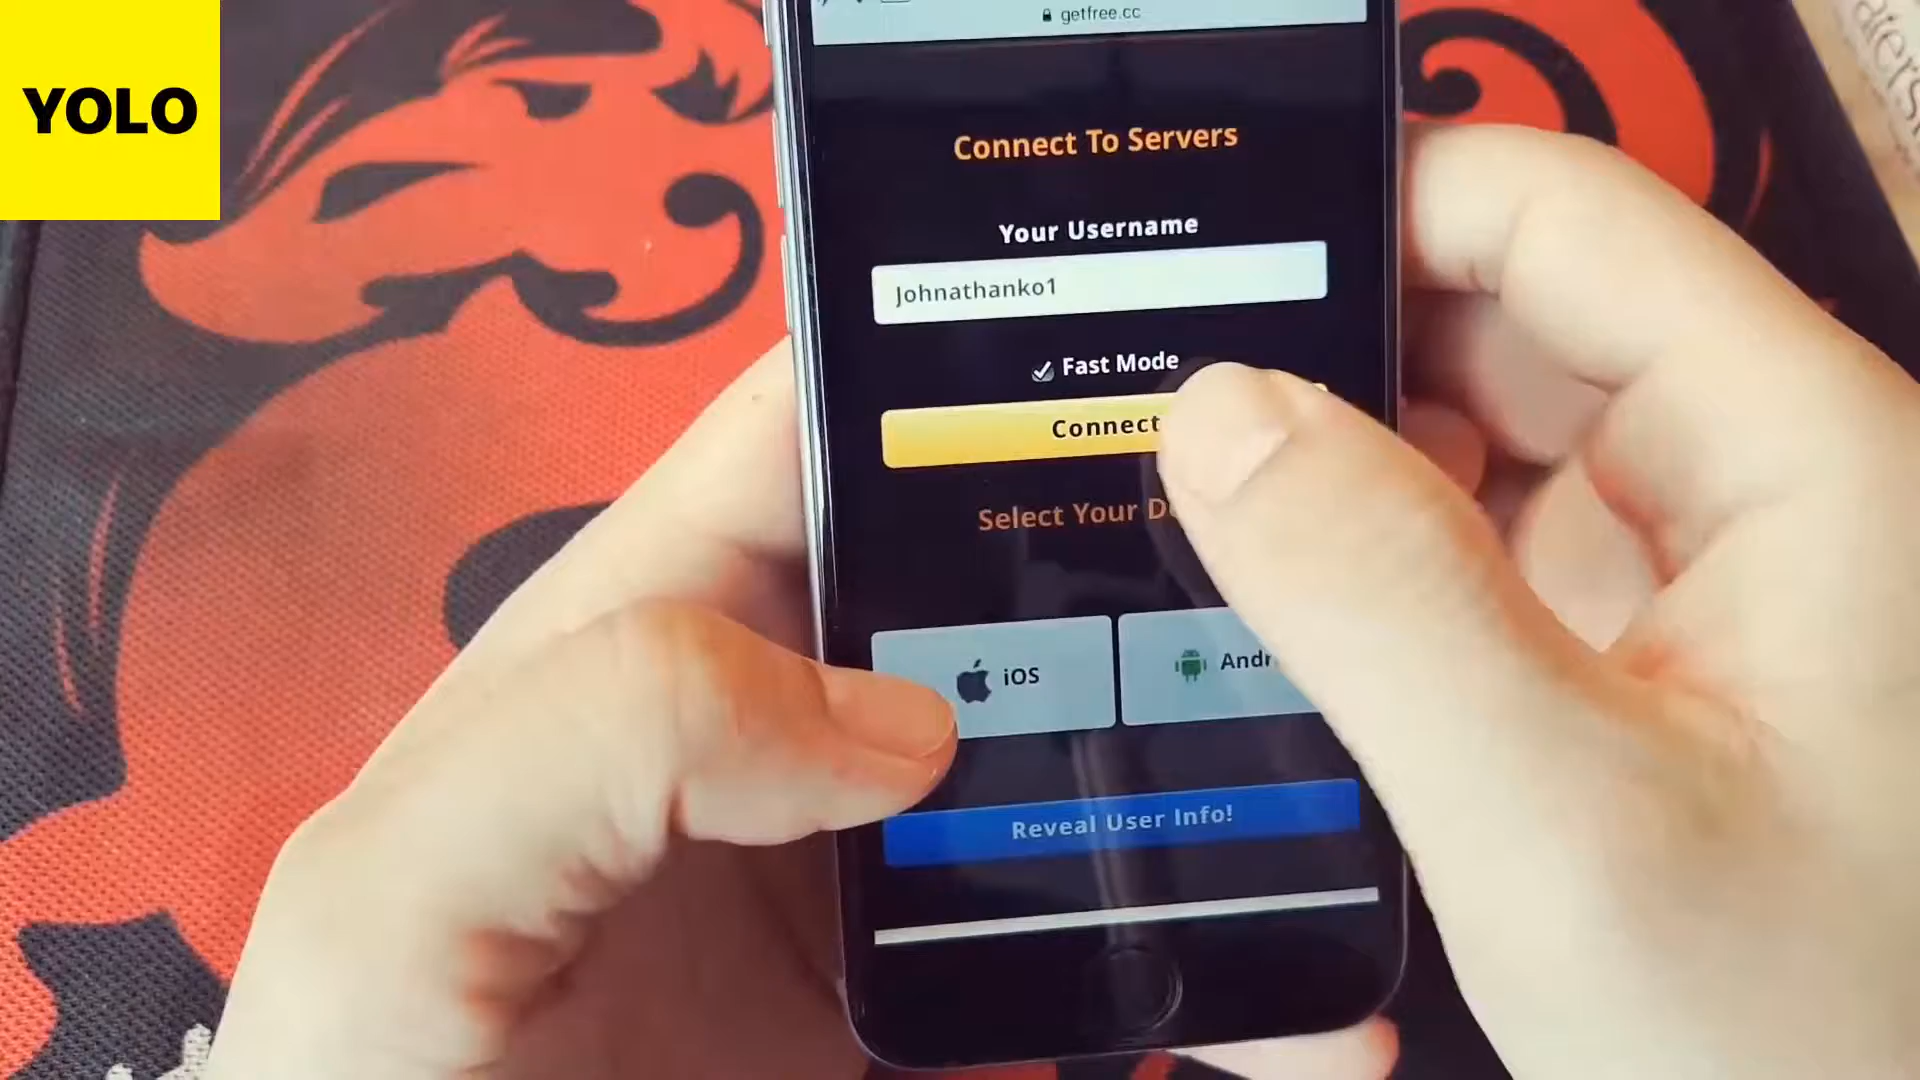 YOLO
getfree.cc
Connect To Servers
Your Username
Johnathanko1
Fast Mode
Connect
Select Your
iOS
Reveal User Info!